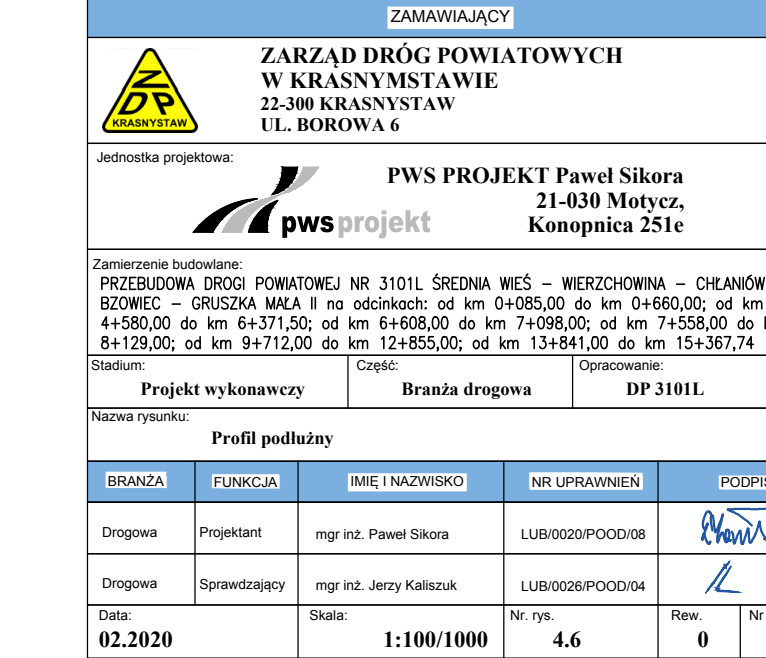 ZAMAWIAJĄCY
ZDP
KRASNYSTAW
ZARZĄD DRÓG POWIATOWYCH
W KRASNYMSTAWIE
22-300 KRASNYSTAW
UL. BOROWA 6
Jednostka projektowa:
pwsprojekt
PWS PROJEKT Paweł Sikora
21-030 Motycz,
Konopnica 251e
Zamierzenie budowlane:
PRZEBUDOWA DROGI POWIATOWEJ NR 3101L ŚREDNIA WIEŚ – WIERZCHOWINA – CHŁANIÓW
BZOWIEC – GRUSZKA MAŁA II na odcinkach: od km 0+085,00 do km 0+660,00; od km
4+580,00 do km 6+371,50; od km 6+608,00 do km 7+098,00; od km 7+558,00 do
8+129,00; od km 9+712,00 do km 12+855,00; od km 13+841,00 do km 15+367,74
Stadium: Część: Opracowanie:
Projekt wykonawczy Branża drogowa DP 3101L
Nazwa rysunku:
Profil podłużny
BRANŻA FUNKCJA IMIĘ I NAZWISKO NR UPRAWNIEŃ PODPIS
Drogowa Projektant mgr inż. Paweł Sikora LUB/0020/POOD/08
Drogowa Sprawdzający mgr inż. Jerzy Kaliszuk LUB/0026/POOD/04
Data: Skala: Nr. rys. Rew. Nr
02.2020 1:100/1000 4.6 0